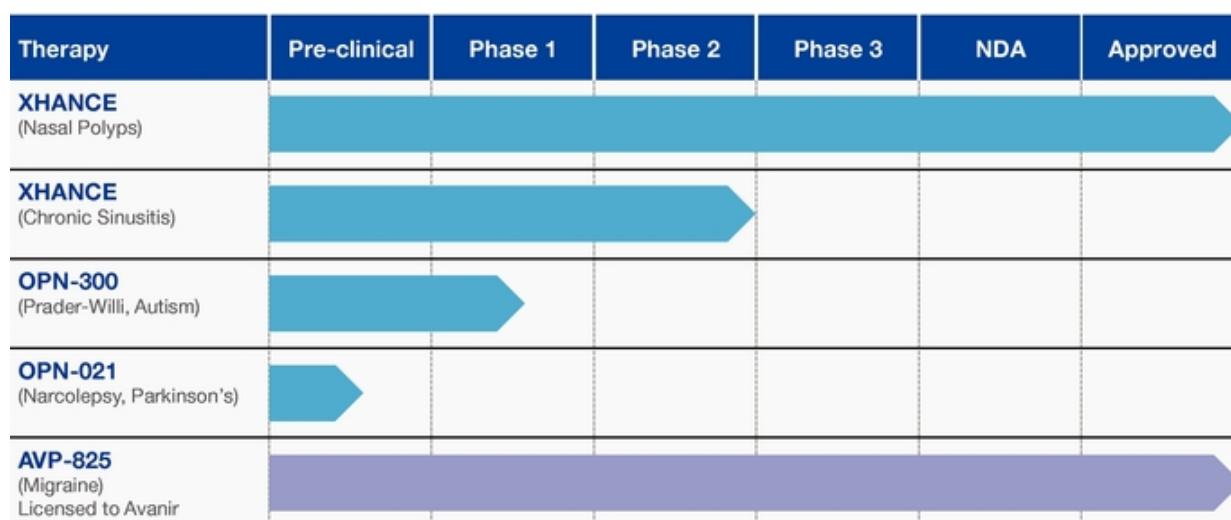 Therapy Pre-clinical Phase 1 Phase 2 Phase 3 NDA Approved
XHANCE
(Nasal Polyps)
XHANCE
(Chronic Sinusitis)
OPN-300
(Prader-Willi, Autism)
OPN-021
(Narcolepsy, Parkinson's)
AVP-825
(Migraine)
Licensed to Avanir